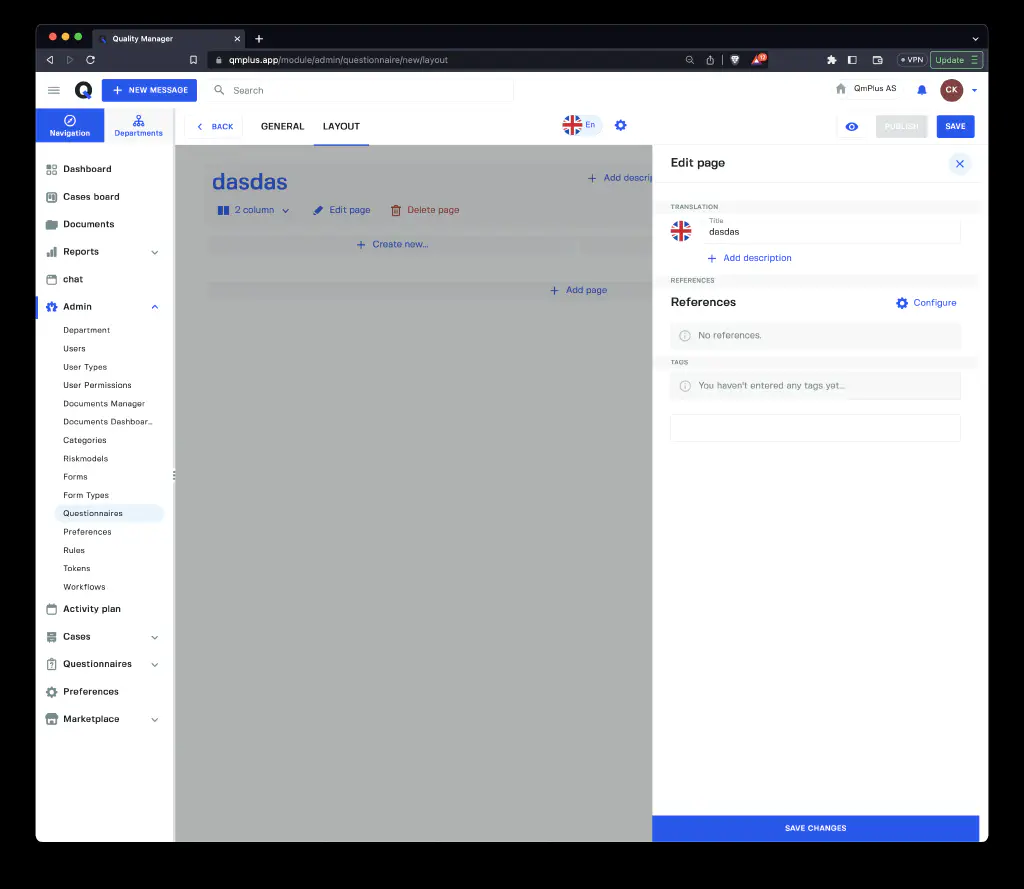 Quality Manager
qmplus.app/module/admin/questionnaire/new/layout
VPN
Update
NEW MESSAGE
Search
QmPlus AS
CK
Navigation
Departments
BACK
GENERAL
LAYOUT
En
PUBLISH
SAVE
Dashboard
Cases board
Documents
Reports
chat
Admin
Department
Users
User Types
User Permissions
Documents Manager
Documents Dashboar...
Categories
Riskmodels
Forms
Form Types
Questionnaires
Preferences
Rules
Tokens
Workflows
Activity plan
Cases
Questionnaires
Preferences
Marketplace
dasdas
Add descrip
2 column
Edit page
Delete page
Create new...
Add page
Edit page
TRANSLATION
Title
dasdas
Add description
REFERENCES
References
Configure
No references.
TAGS
You haven't entered any tags yet...
SAVE CHANGES